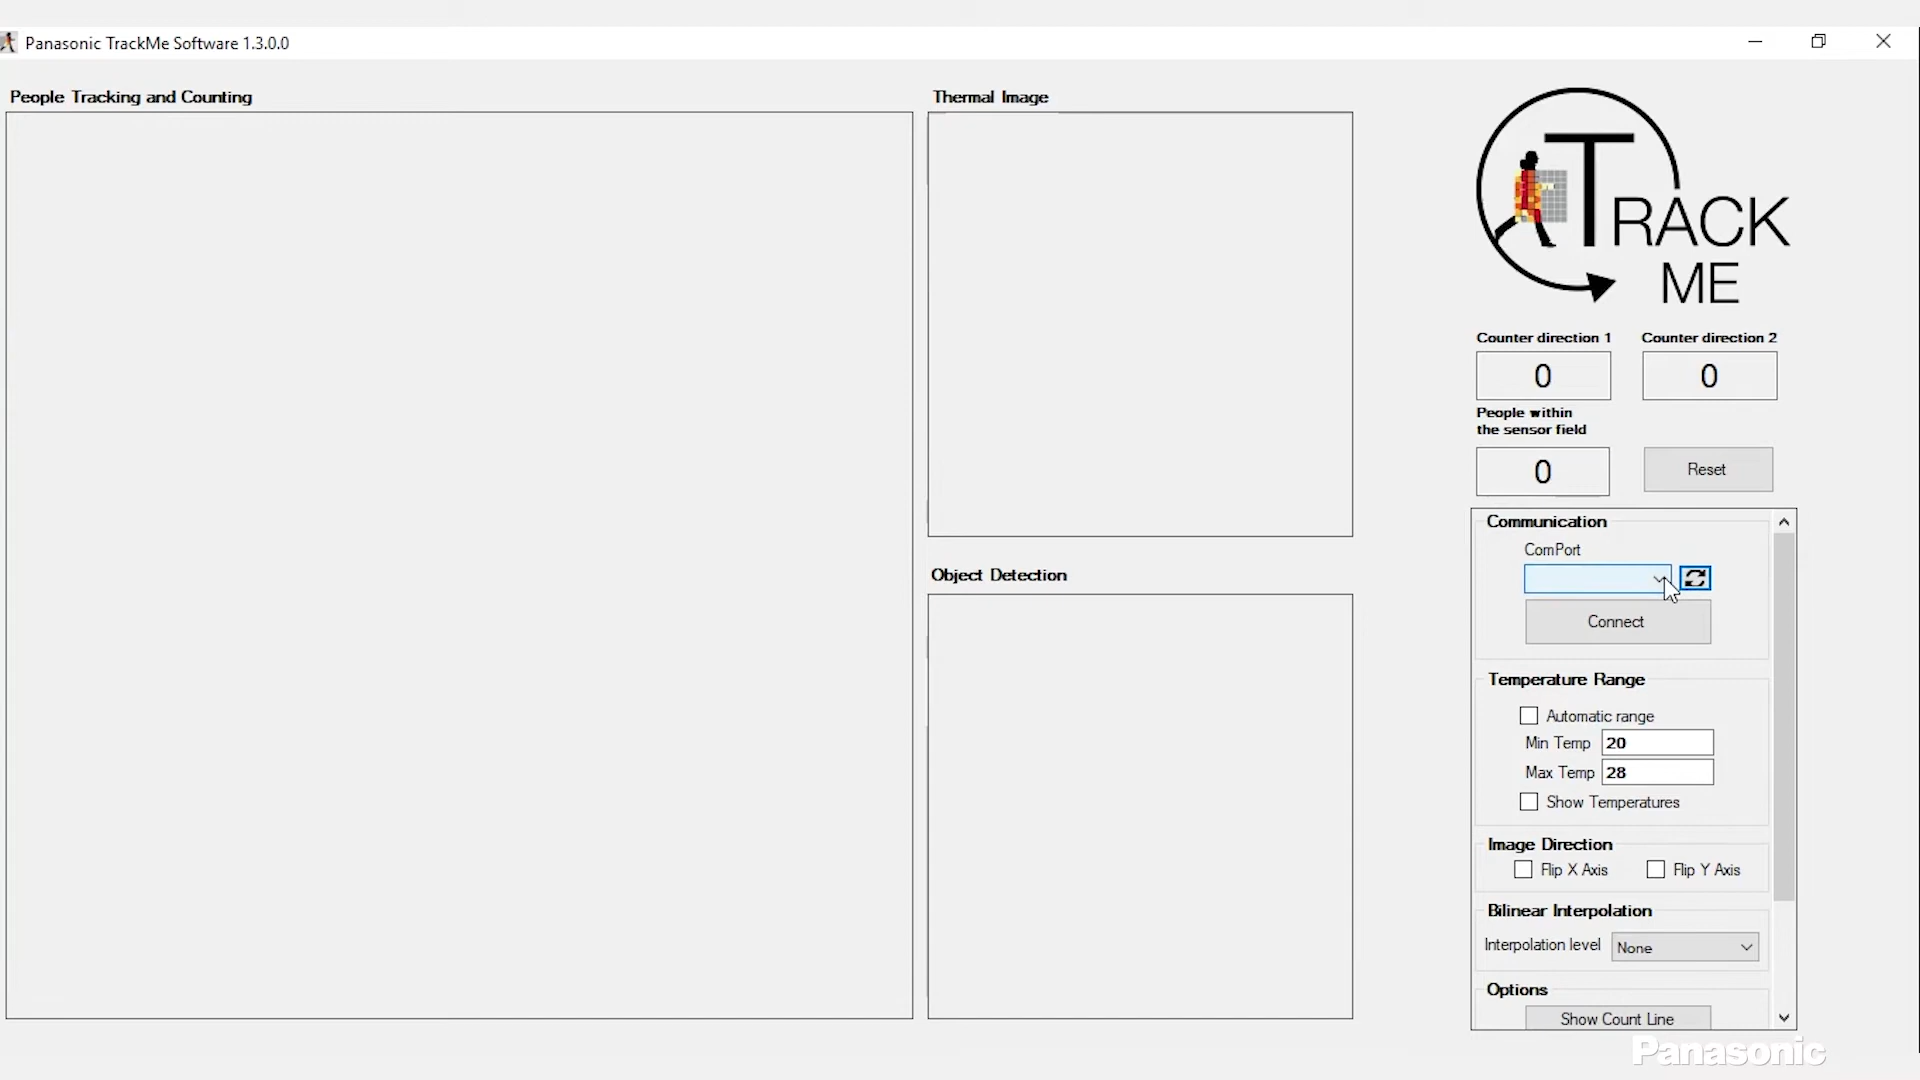 Panasonic TrackMe Software 1.3.0.0
People Tracking and Counting
Thermal Image
TRACK
ME
Counter direction 1
Counter direction 2
0
0
People within
the sensor field
0
Reset
Communication
ComPort
Connect
Temperature Range
Automatic range
Min Temp 20
Max Temp 28
Show Temperatures
Image Direction
Flip X Axis
Flip Y Axis
Bilinear Interpolation
Interpolation level None
Options
Show Count Line
Object Detection
Panasonic